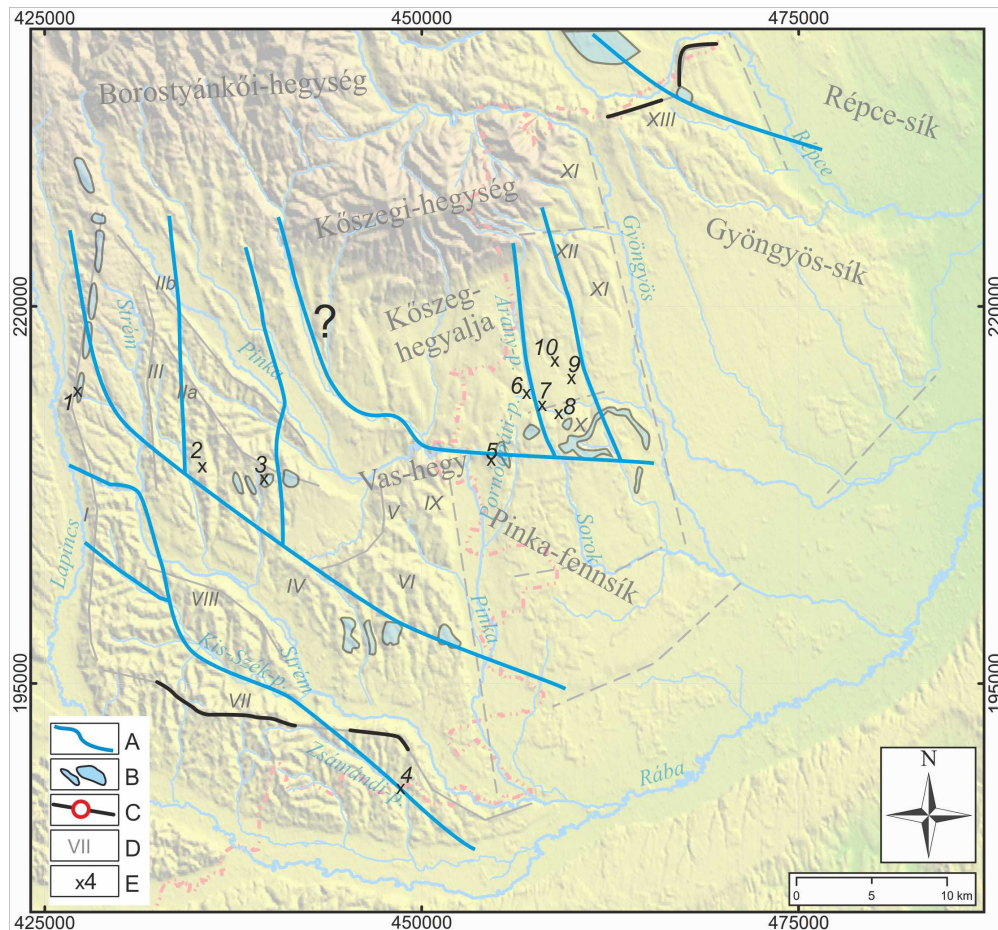 425000
450000
475000
Borostyánkői-hegység
Répce-sík
XIII
Répce
XI
Kőszegi-hegység
Gyöngyös
Gyöngyös-sík
XII
IIb
XI
220000
220000
Strém
?
Kőszeg-
hegyalja
Arany-p.
Pinka
III
IIa
10
9
1
6
7
8
X
2
3
5
Vas-hegy
V
IX
Sorok
Pinka-fennsík
Lapincs
IV
VI
VIII
Pinka
Kis-Szék-p.
Strém
195000
195000
VII
Zsámándi-p.
4
Rába
N
A
B
C
VII
D
x4
E
0
5
10 km
425000
450000
475000